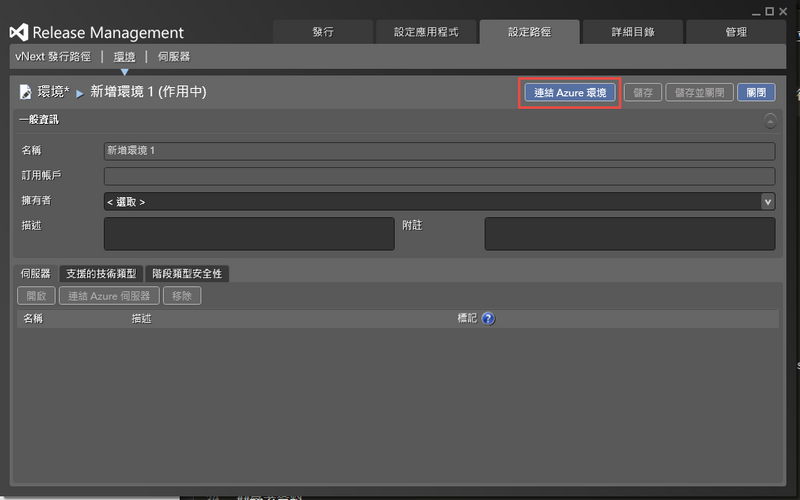 Release Management
發行 設定應用程式 設定路徑 詳細目錄 管理
vNext 發行路徑 | 環境 | 伺服器
環境* ▶ 新增環境 1 (作用中) 連結 Azure 環境 儲存 儲存並關閉 關閉
一般資訊
名稱 新增環境 1
訂用帳戶
擁有者 < 選取 >
描述 附註
伺服器 支援的技術類型 階段類型安全性
開啟 連結 Azure 伺服器 移除
名稱 描述 標記 ?